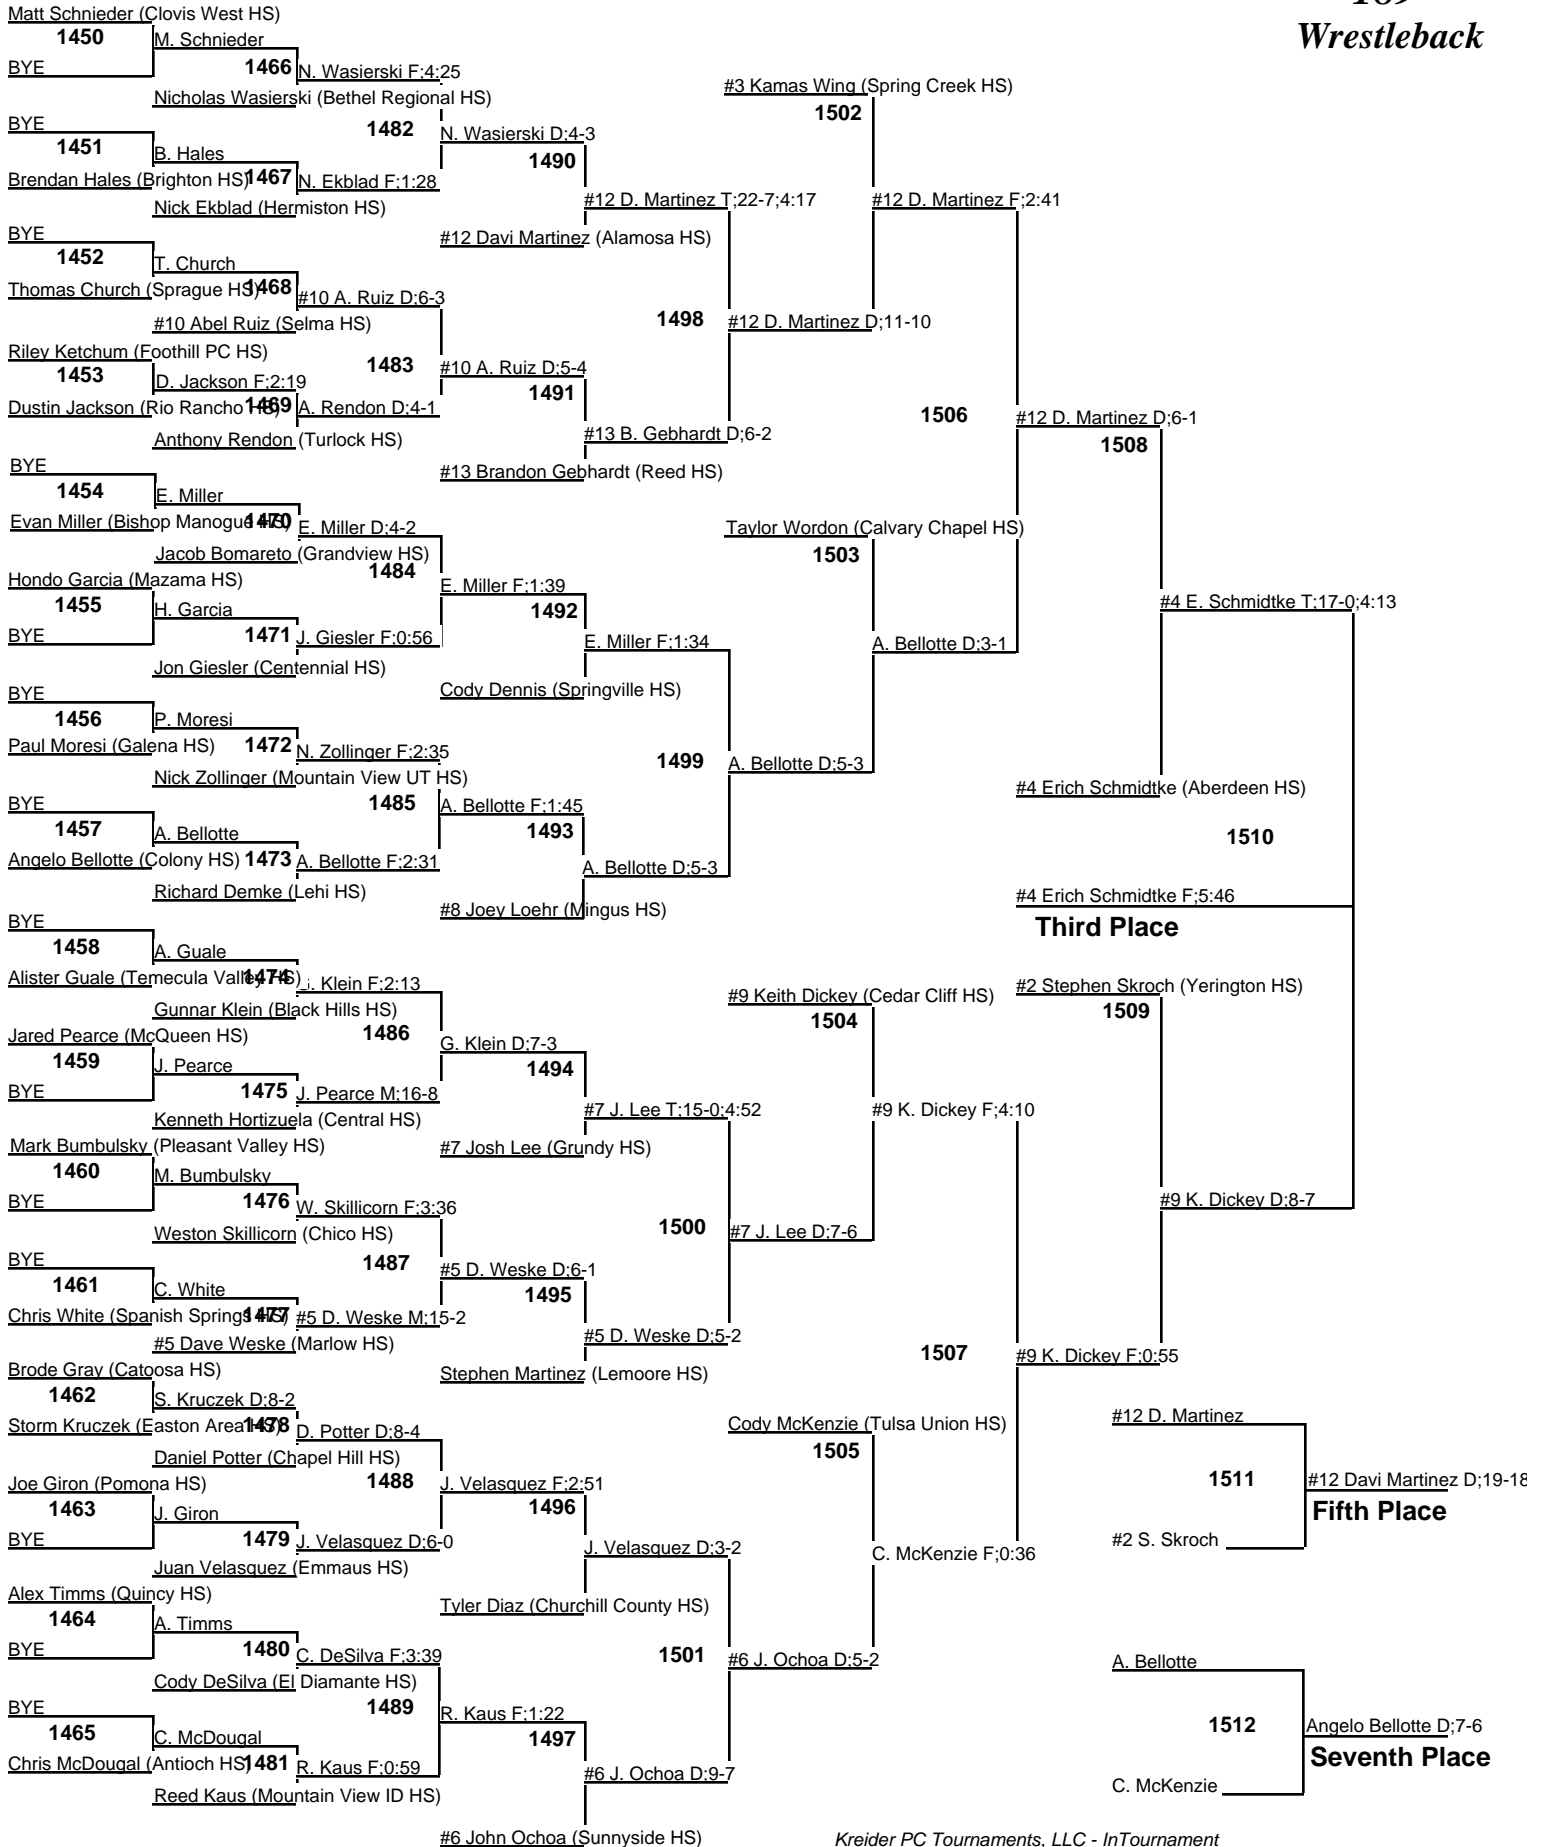 Matt Schnieder (Clovis West HS)
Wrestleback
1450
M. Schnieder
BYE
1466
N. Wasierski F;4:25
#3 Kamas Wing (Spring Creek HS)
Nicholas Wasierski (Bethel Regional HS)
1502
BYE
1482
N. Wasierski D;4-3
1451
B. Hales
1490
Brendan Hales (Brighton HS)
1467
N. Ekblad F;1:28
#12 D. Martinez T;22-7;4:17
#12 D. Martinez F;2:41
Nick Ekblad (Hermiston HS)
BYE
#12 Davi Martinez (Alamosa HS)
1452
T. Church
Thomas Church (Sprague HS)
1468
#10 A. Ruiz D;6-3
#10 Abel Ruiz (Selma HS)
1498
#12 D. Martinez D;11-10
Riley Ketchum (Foothill PC HS)
1483
#10 A. Ruiz D;5-4
1453
D. Jackson F;2:19
1491
Dustin Jackson (Rio Rancho HS)
1469
A. Rendon D;4-1
1506
#12 D. Martinez D;6-1
Anthony Rendon (Turlock HS)
#13 B. Gebhardt D;6-2
1508
BYE
#13 Brandon Gebhardt (Reed HS)
1454
E. Miller
Evan Miller (Bishop Manogue HS)
1470
E. Miller D;4-2
Taylor Wordon (Calvary Chapel HS)
Jacob Bomareto (Grandview HS)
1503
1484
Hondo Garcia (Mazama HS)
E. Miller F;1:39
1455
H. Garcia
1492
#4 E. Schmidtke T;17-0;4:13
BYE
1471
J. Giesler F;0:56
E. Miller F;1:34
A. Bellotte D;3-1
Jon Giesler (Centennial HS)
BYE
Cody Dennis (Springville HS)
1456
P. Moresi
Paul Moresi (Galena HS)
1472
N. Zollinger F;2:35
1499
A. Bellotte D;5-3
Nick Zollinger (Mountain View UT HS)
#4 Erich Schmidtke (Aberdeen HS)
BYE
1485
A. Bellotte F;1:45
1457
A. Bellotte
1493
1510
Angelo Bellotte (Colony HS)
1473
A. Bellotte F;2:31
A. Bellotte D;5-3
Richard Demke (Lehi HS)
#4 Erich Schmidtke F;5:46
#8 Joey Loehr (Mingus HS)
Third Place
BYE
1458
A. Guale
Alister Guale (Temecula Valley HS)
1474
Klein F;2:13
#9 Keith Dickey (Cedar Cliff HS)
#2 Stephen Skroch (Yerington HS)
Gunnar Klein (Black Hills HS)
1504
1509
Jared Pearce (McQueen HS)
1486
G. Klein D;7-3
1459
J. Pearce
1494
BYE
1475
J. Pearce M;16-8
#7 J. Lee T;15-0;4:52
#9 K. Dickey F;4:10
Kenneth Hortizuela (Central HS)
Mark Bumbulsky (Pleasant Valley HS)
#7 Josh Lee (Grundy HS)
1460
M. Bumbulsky
BYE
1476
W. Skillicorn F;3:36
#9 K. Dickey D;8-7
Weston Skillicorn (Chico HS)
1500
#7 J. Lee D;7-6
BYE
1487
#5 D. Weske D;6-1
1461
C. White
1495
Chris White (Spanish Springs HS)
1477
#5 D. Weske M;15-2
#5 Dave Weske (Marlow HS)
#5 D. Weske D;5-2
1507
#9 K. Dickey F;0:55
Brode Gray (Catoosa HS)
Stephen Martinez (Lemoore HS)
1462
S. Kruczek D;8-2
#12 D. Martinez
Storm Kruczek (Easton Area HS)
1478
D. Potter D;8-4
Cody McKenzie (Tulsa Union HS)
Daniel Potter (Chapel Hill HS)
1505
Joe Giron (Pomona HS)
1488
J. Velasquez F;2:51
1511
#12 Davi Martinez D;19-18
1463
J. Giron
1496
Fifth Place
BYE
1479
J. Velasquez D;6-0
J. Velasquez D;3-2
C. McKenzie F;0:36
#2 S. Skroch
Juan Velasquez (Emmaus HS)
Alex Timms (Quincy HS)
Tyler Diaz (Churchill County HS)
1464
A. Timms
BYE
1480
C. DeSilva F;3:39
1501
#6 J. Ochoa D;5-2
A. Bellotte
Cody DeSilva (El Diamante HS)
BYE
1489
R. Kaus F;1:22
1512
Angelo Bellotte D;7-6
1465
C. McDougal
1497
Seventh Place
Chris McDougal (Antioch HS)
1481
R. Kaus F;0:59
#6 J. Ochoa D;9-7
C. McKenzie
Reed Kaus (Mountain View ID HS)
#6 John Ochoa (Sunnyside HS)
Kreider PC Tournaments, LLC - InTournament